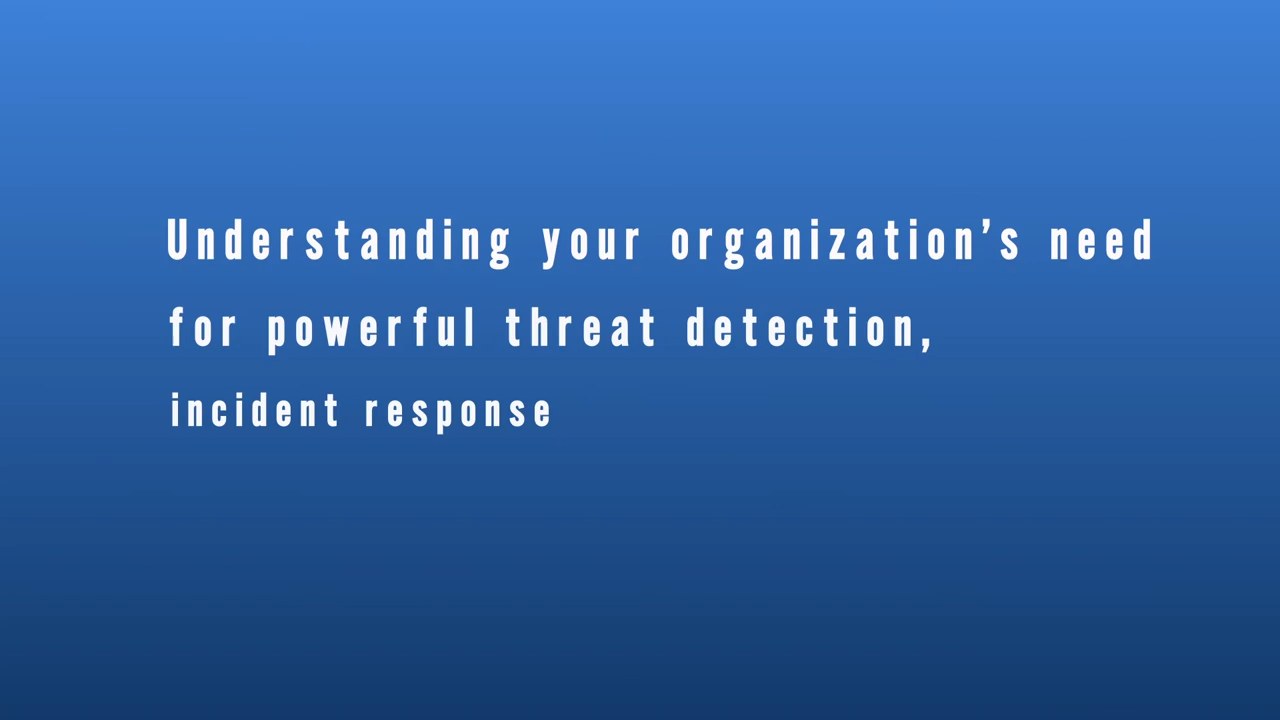 Understanding your organization’s need
for powerful threat detection,
incident response